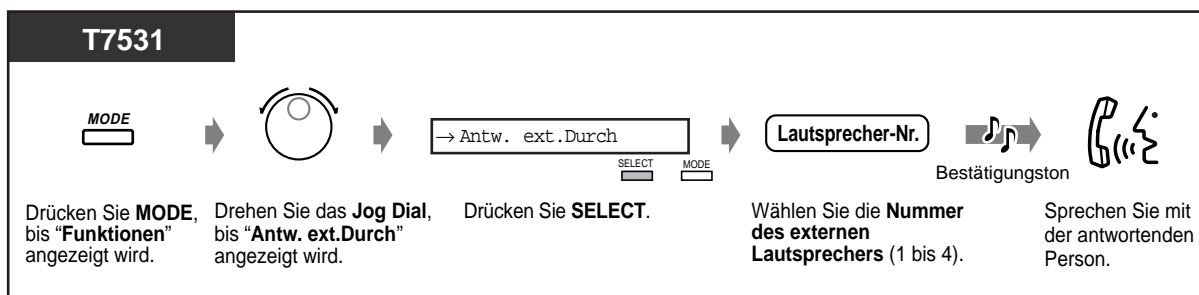 T7531
MODE
→ Antw. ext.Durch
SELECT MODE
Lautsprecher-Nr.
Bestätigungston
Drücken Sie MODE,
bis “Funktionen”
angezeigt wird.
Drehen Sie das Jog Dial,
bis “Antw. ext.Durch”
angezeigt wird.
Drücken Sie SELECT.
Wählen Sie die Nummer
des externen
Lautsprechers (1 bis 4).
Sprechen Sie mit
der antwortenden
Person.